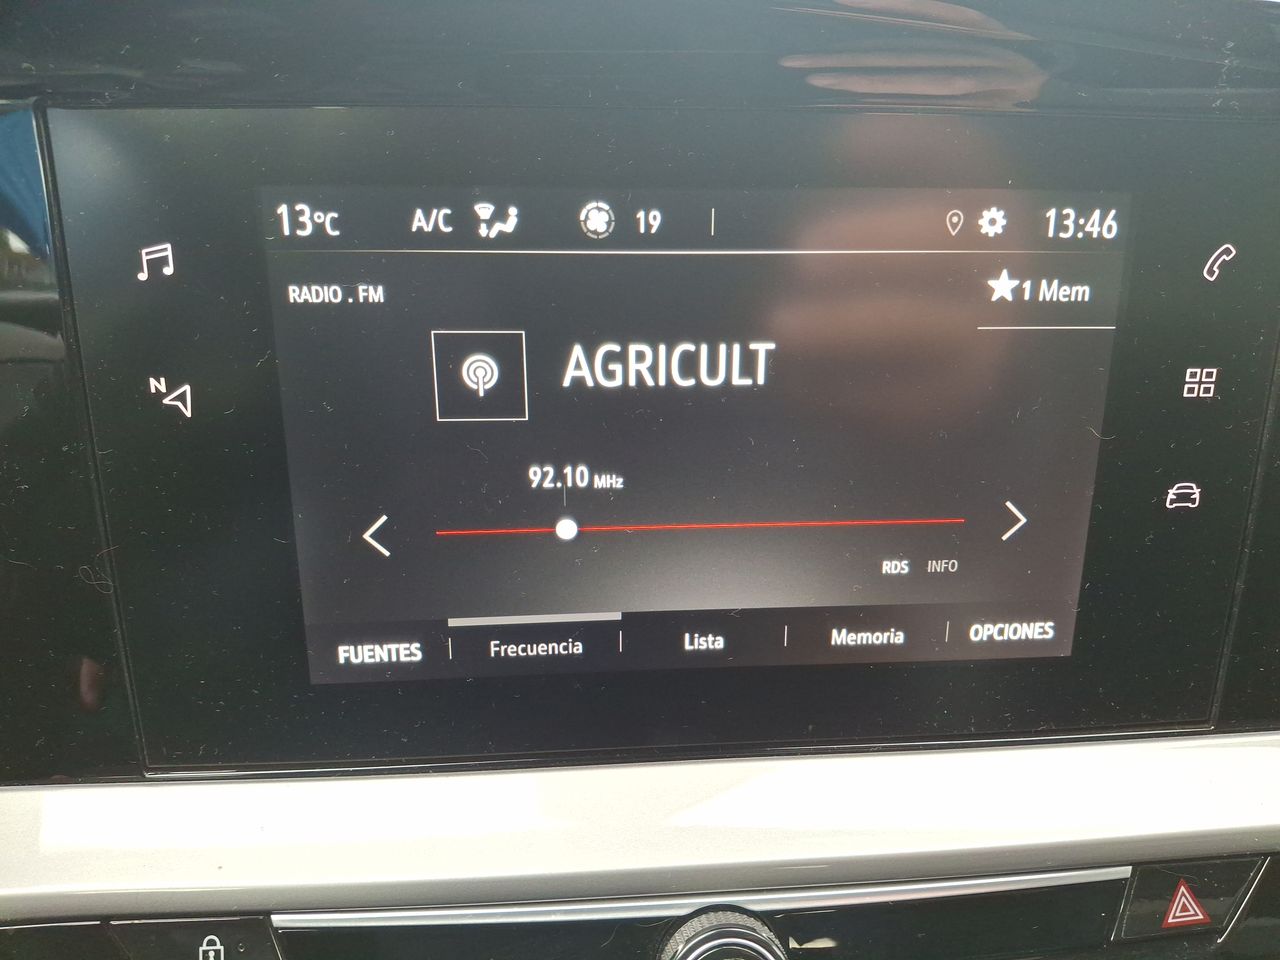 13°C A/C 19 13:46
RADIO . FM
1 Mem
AGRICULT
92.10 MHz
RDS INFO
FUENTES Frecuencia Lista Memoria OPCIONES
N